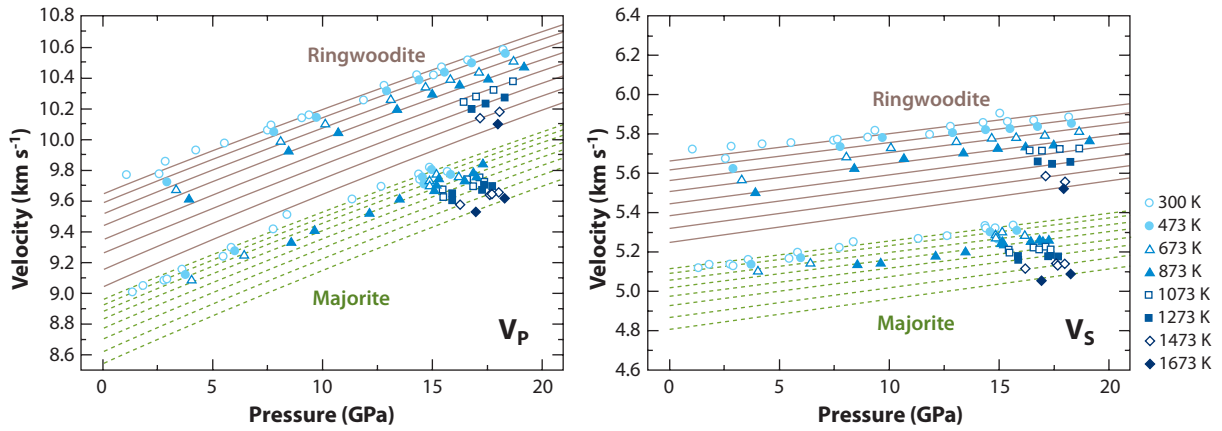 10.8
10.6
10.4
10.2
10.0
9.8
9.6
9.4
9.2
9.0
8.8
8.6
Velocity (km s⁻¹)
Ringwoodite
Majorite
V_P
0
5
10
15
20
Pressure (GPa)
6.4
6.2
6.0
5.8
5.6
5.4
5.2
5.0
4.8
4.6
Velocity (km s⁻¹)
Ringwoodite
Majorite
V_S
0
5
10
15
20
Pressure (GPa)
300 K
473 K
673 K
873 K
1073 K
1273 K
1473 K
1673 K